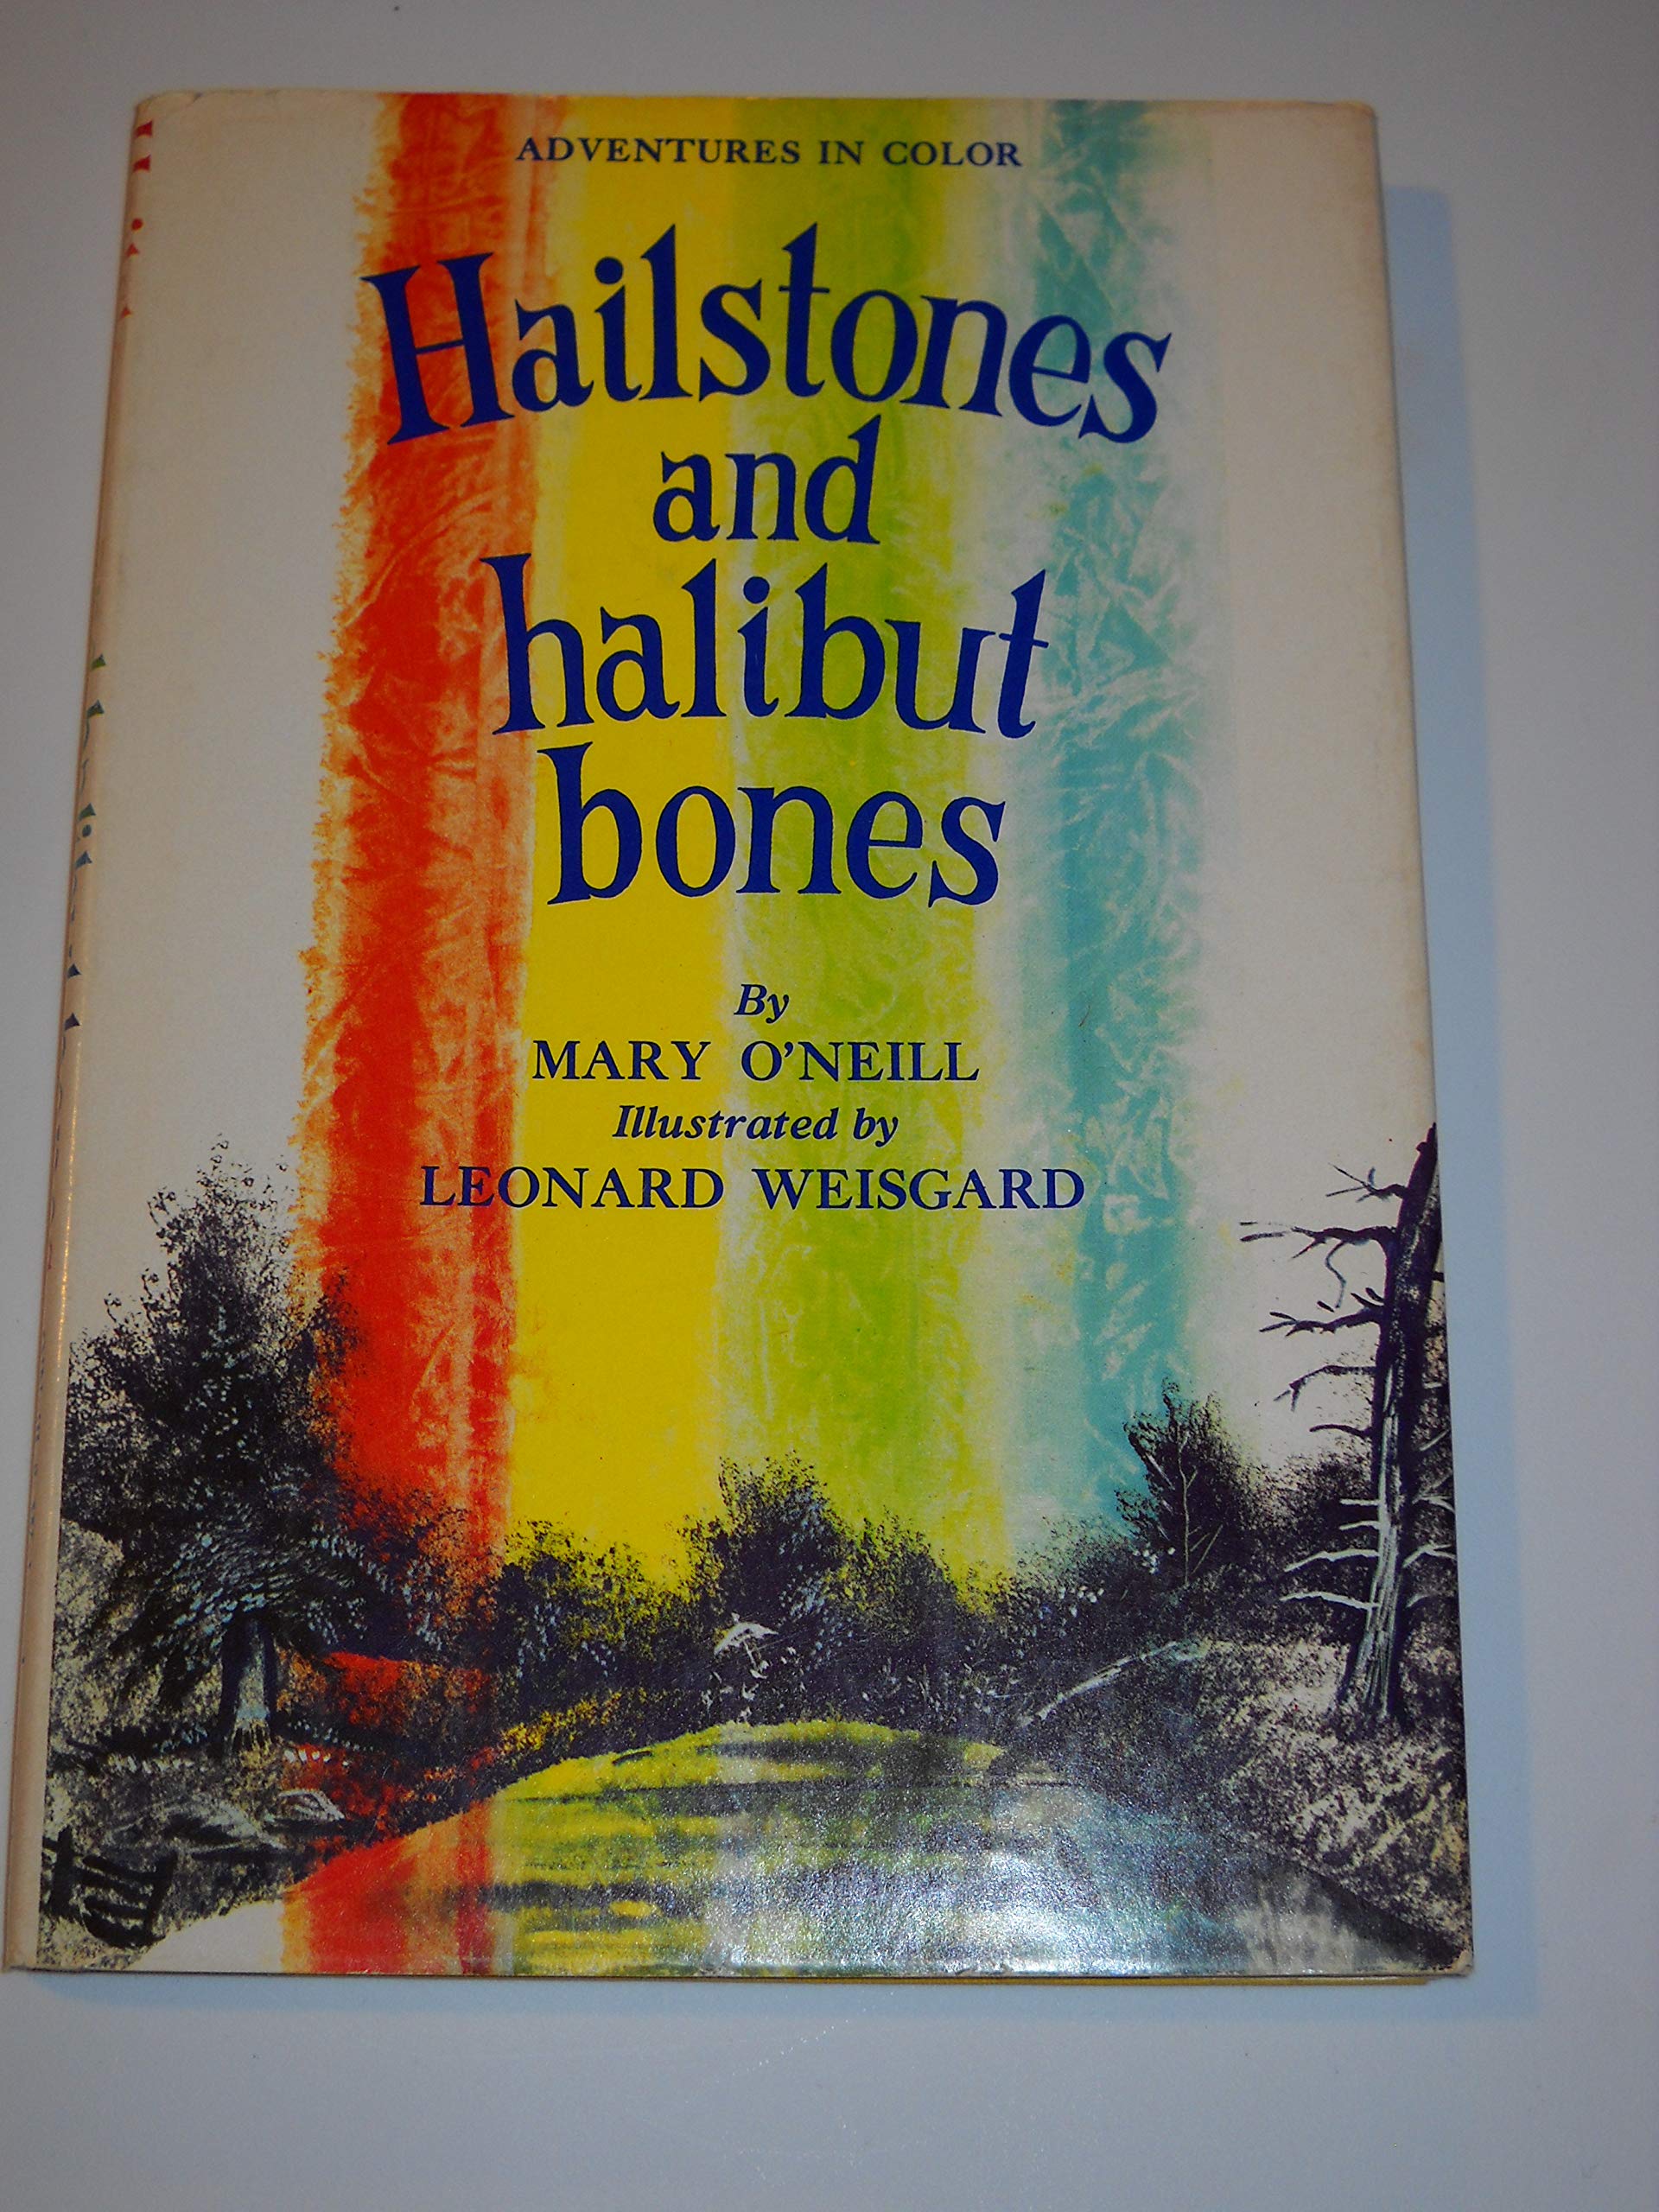 ADVENTURES IN COLOR
Hailstones
and
halibut
bones
By
MARY O'NEILL
Illustrated by
LEONARD WEISGARD